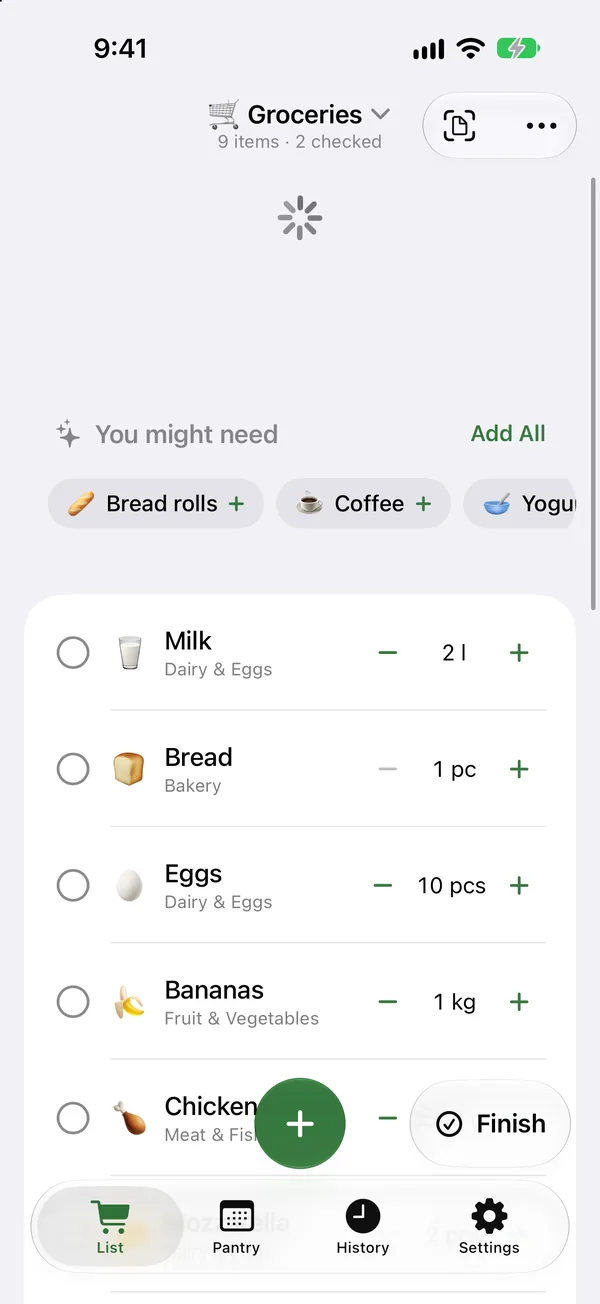 9:41
Groceries
9 items · 2 checked
You might need
Add All
Bread rolls +
Coffee +
Yogu
Milk
Dairy & Eggs
− 2 l +
Bread
Bakery
− 1 pc +
Eggs
Dairy & Eggs
− 10 pcs +
Bananas
Fruit & Vegetables
− 1 kg +
Chicken
Meat & Fis
−
+
Finish
List
Pantry
History
Settings